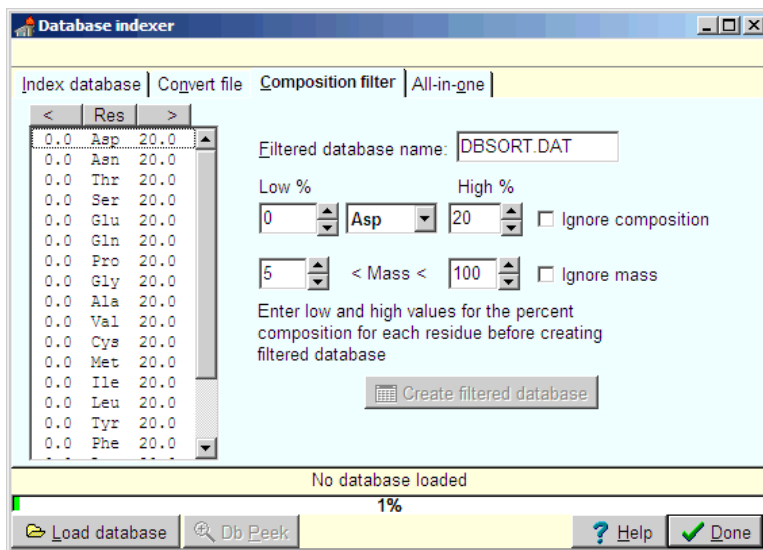 Database indexer
Index database Convert file Composition filter All-in-one
< Res >
0.0 Asp 20.0
0.0 Asn 20.0
0.0 Thr 20.0
0.0 Ser 20.0
0.0 Glu 20.0
0.0 Gln 20.0
0.0 Pro 20.0
0.0 Gly 20.0
0.0 Ala 20.0
0.0 Val 20.0
0.0 Cys 20.0
0.0 Met 20.0
0.0 Ile 20.0
0.0 Leu 20.0
0.0 Tyr 20.0
0.0 Phe 20.0
Filtered database name: DBSORT.DAT
Low % High %
0 Asp 20 Ignore composition
5 < Mass < 100 Ignore mass
Enter low and high values for the percent
composition for each residue before creating
filtered database
Create filtered database
No database loaded
1%
Load database Db Peek Help Done